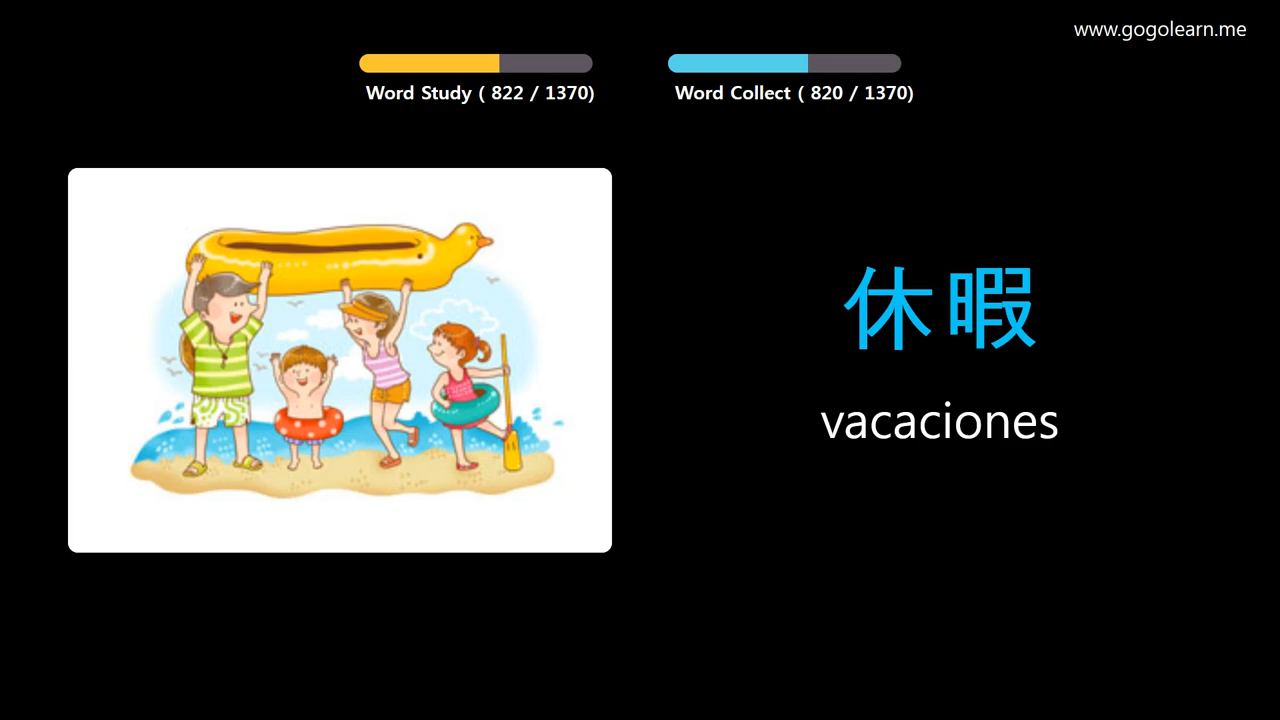 www.gogolearn.me
Word Study ( 822 / 1370)
Word Collect ( 820 / 1370)
休暇
vacaciones